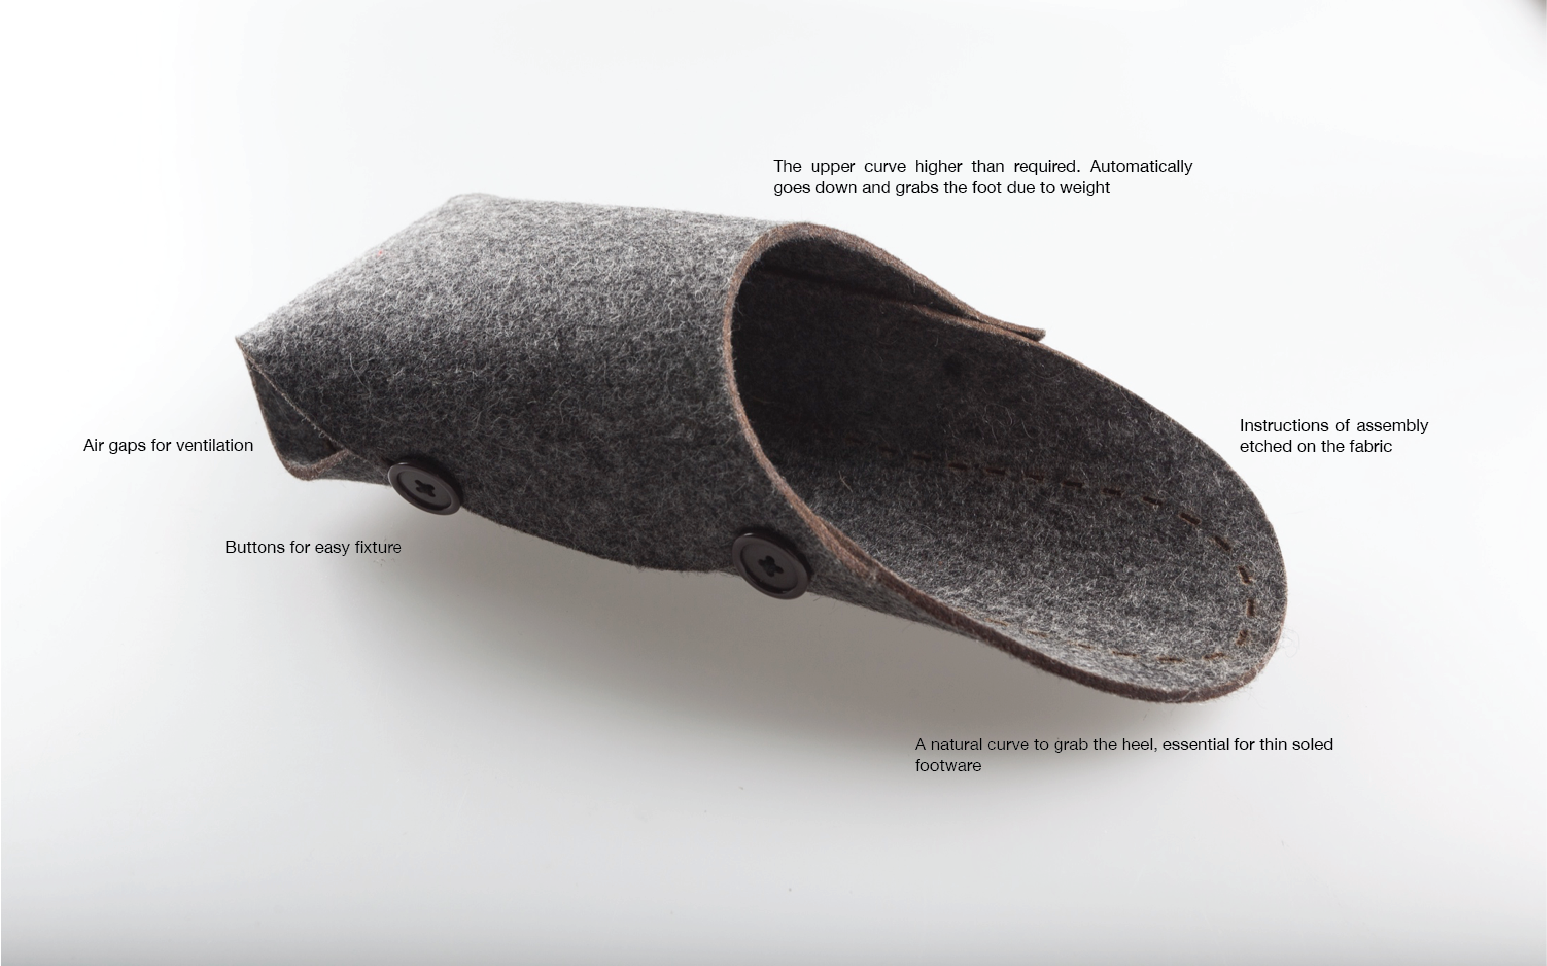 The upper curve higher than required. Automatically
goes down and grabs the foot due to weight
Instructions of assembly
etched on the fabric
Air gaps for ventilation
Buttons for easy fixture
A natural curve to grab the heel, essential for thin soled
footware